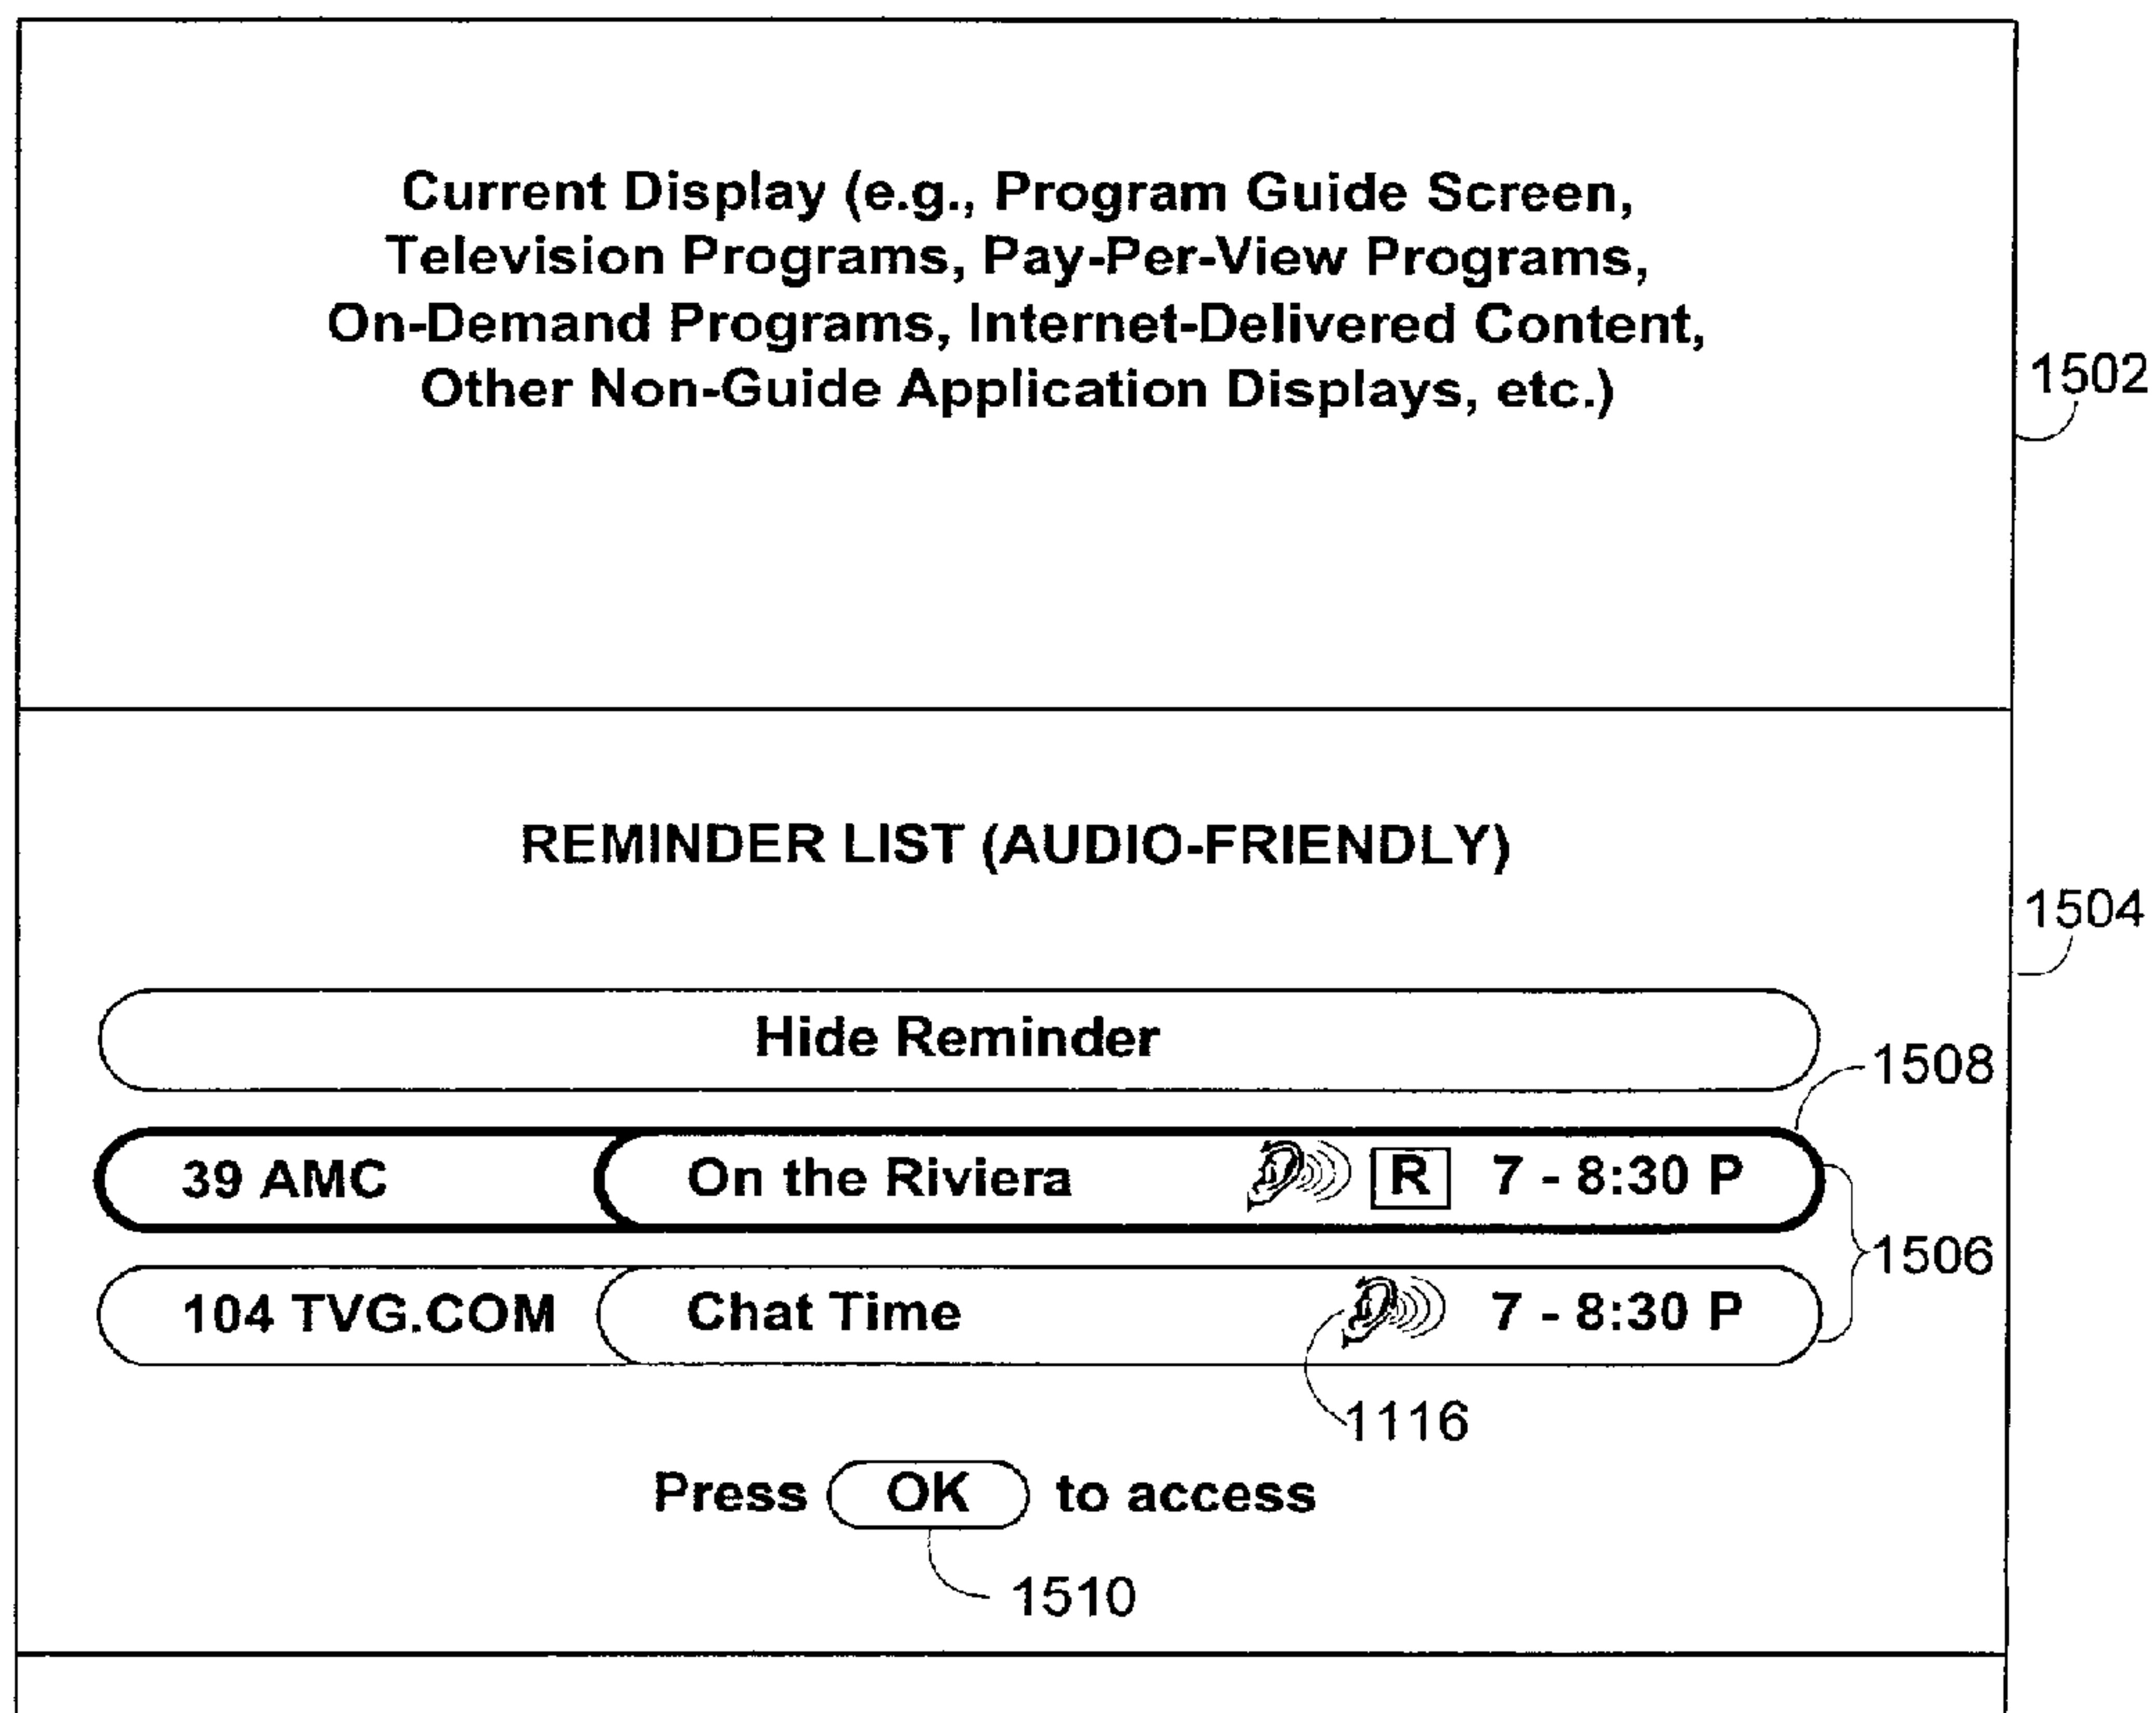 Current Display (e.g., Program Guide Screen,
Television Programs, Pay-Per-View Programs,
On-Demand Programs, Internet-Delivered Content,
Other Non-Guide Application Displays, etc.)
1502
REMINDER LIST (AUDIO-FRIENDLY)
1504
Hide Reminder
1508
39 AMC On the Riviera R 7 - 8:30 P
1506
104 TVG.COM Chat Time 7 - 8:30 P
1116
Press OK to access
1510